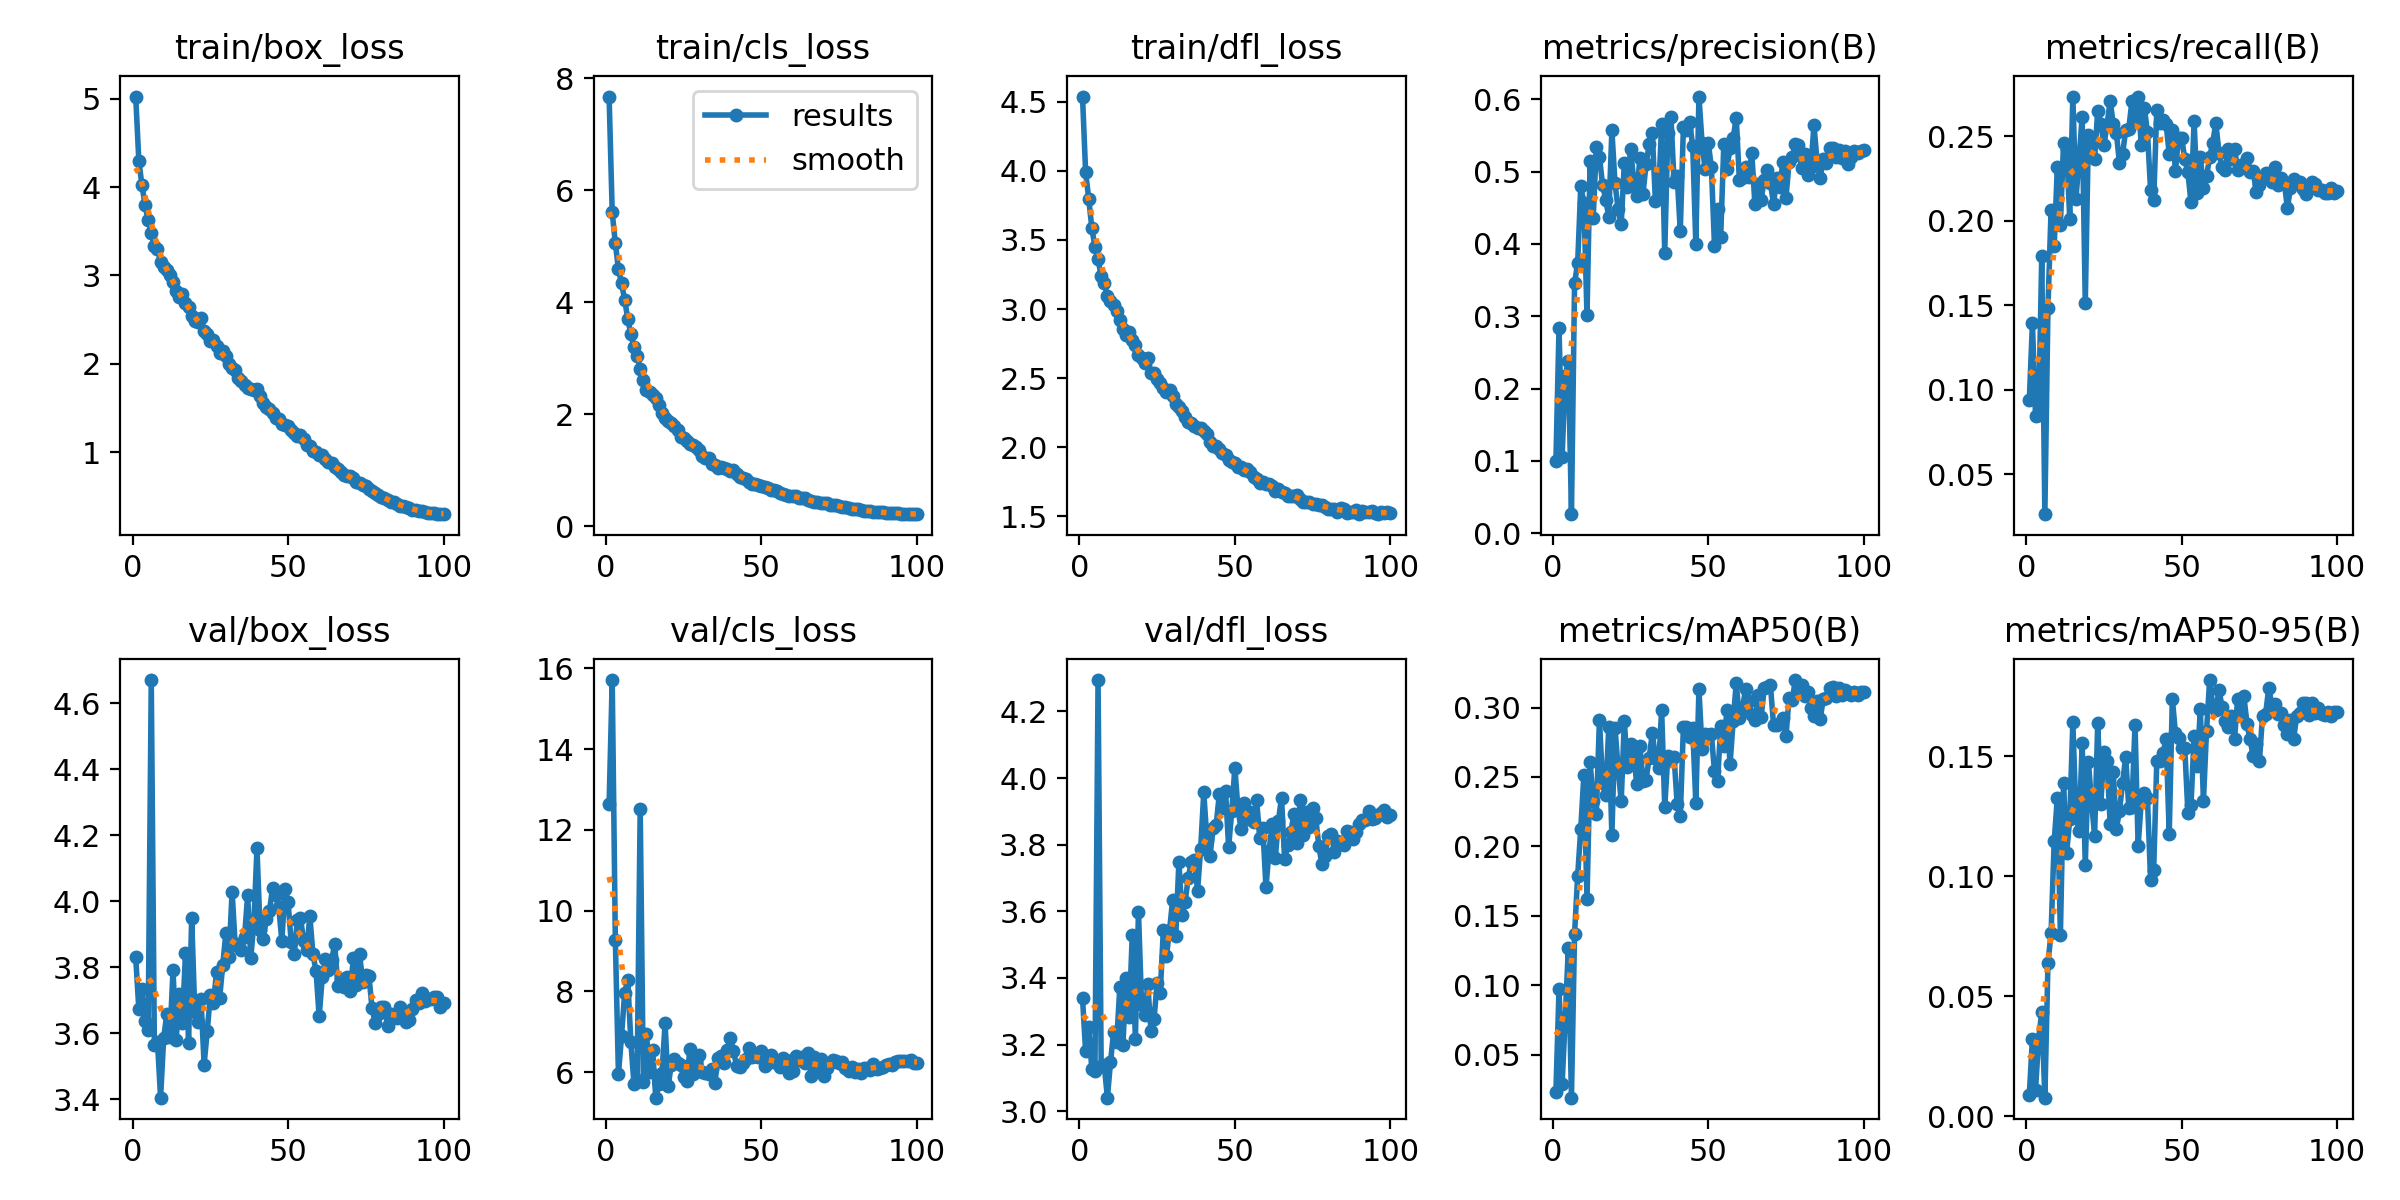 train/box_loss
5
4
3
2
1
0 50 100
train/cls_loss
8
6
4
2
0
results
smooth
0 50 100
train/dfl_loss
4.5
4.0
3.5
3.0
2.5
2.0
1.5
0 50 100
metrics/precision(B)
0.6
0.5
0.4
0.3
0.2
0.1
0.0
0 50 100
metrics/recall(B)
0.25
0.20
0.15
0.10
0.05
0 50 100
val/box_loss
4.6
4.4
4.2
4.0
3.8
3.6
3.4
0 50 100
val/cls_loss
16
14
12
10
8
6
0 50 100
val/dfl_loss
4.2
4.0
3.8
3.6
3.4
3.2
3.0
0 50 100
metrics/mAP50(B)
0.30
0.25
0.20
0.15
0.10
0.05
0 50 100
metrics/mAP50-95(B)
0.15
0.10
0.05
0.00
0 50 100